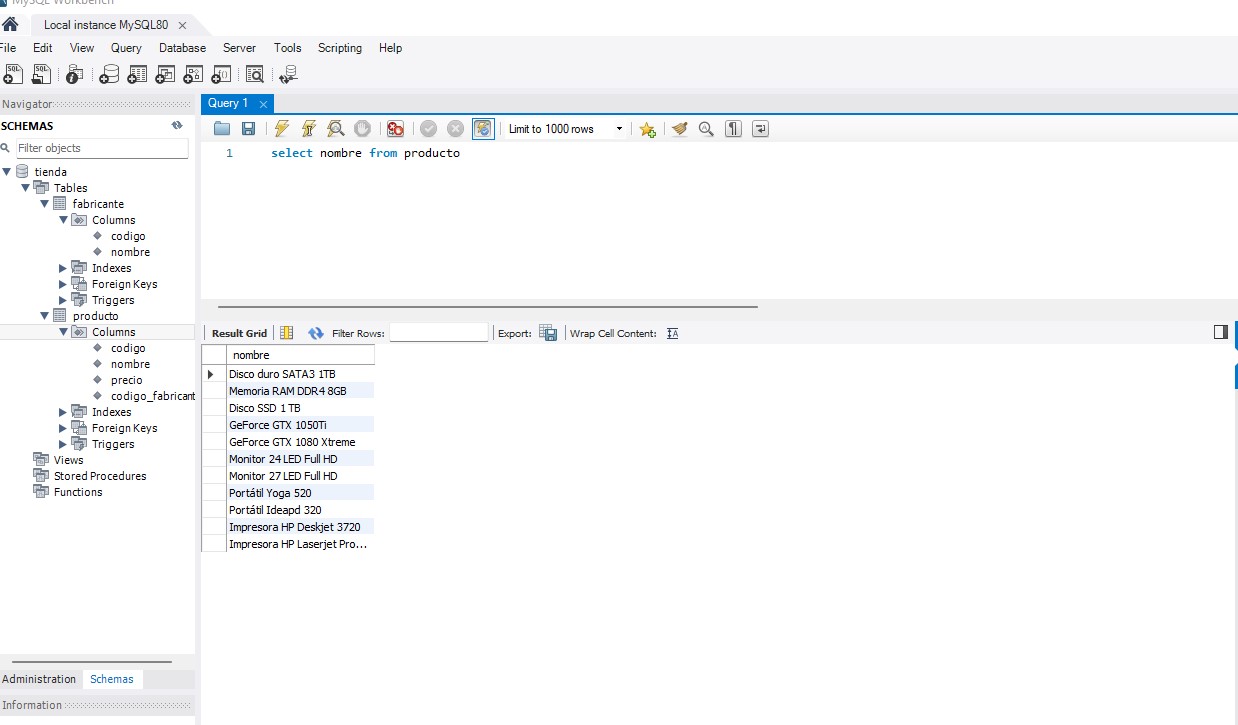 MySQL Workbench
Local instance MySQL80
File Edit View Query Database Server Tools Scripting Help
Navigator
Query 1
SCHEMAS
Limit to 1000 rows
Filter objects
1 select nombre from producto
tienda
Tables
fabricante
Columns
codigo
nombre
Indexes
Foreign Keys
Triggers
producto
Columns
codigo
nombre
precio
codigo_fabricant
Indexes
Foreign Keys
Triggers
Views
Stored Procedures
Functions
Result Grid Filter Rows: Export: Wrap Cell Content:
nombre
Disco duro SATA3 1TB
Memoria RAM DDR4 8GB
Disco SSD 1 TB
GeForce GTX 1050Ti
GeForce GTX 1080 Xtreme
Monitor 24 LED Full HD
Monitor 27 LED Full HD
Portátil Yoga 520
Portátil Ideapd 320
Impresora HP Deskjet 3720
Impresora HP Laserjet Pro...
Administration Schemas
Information